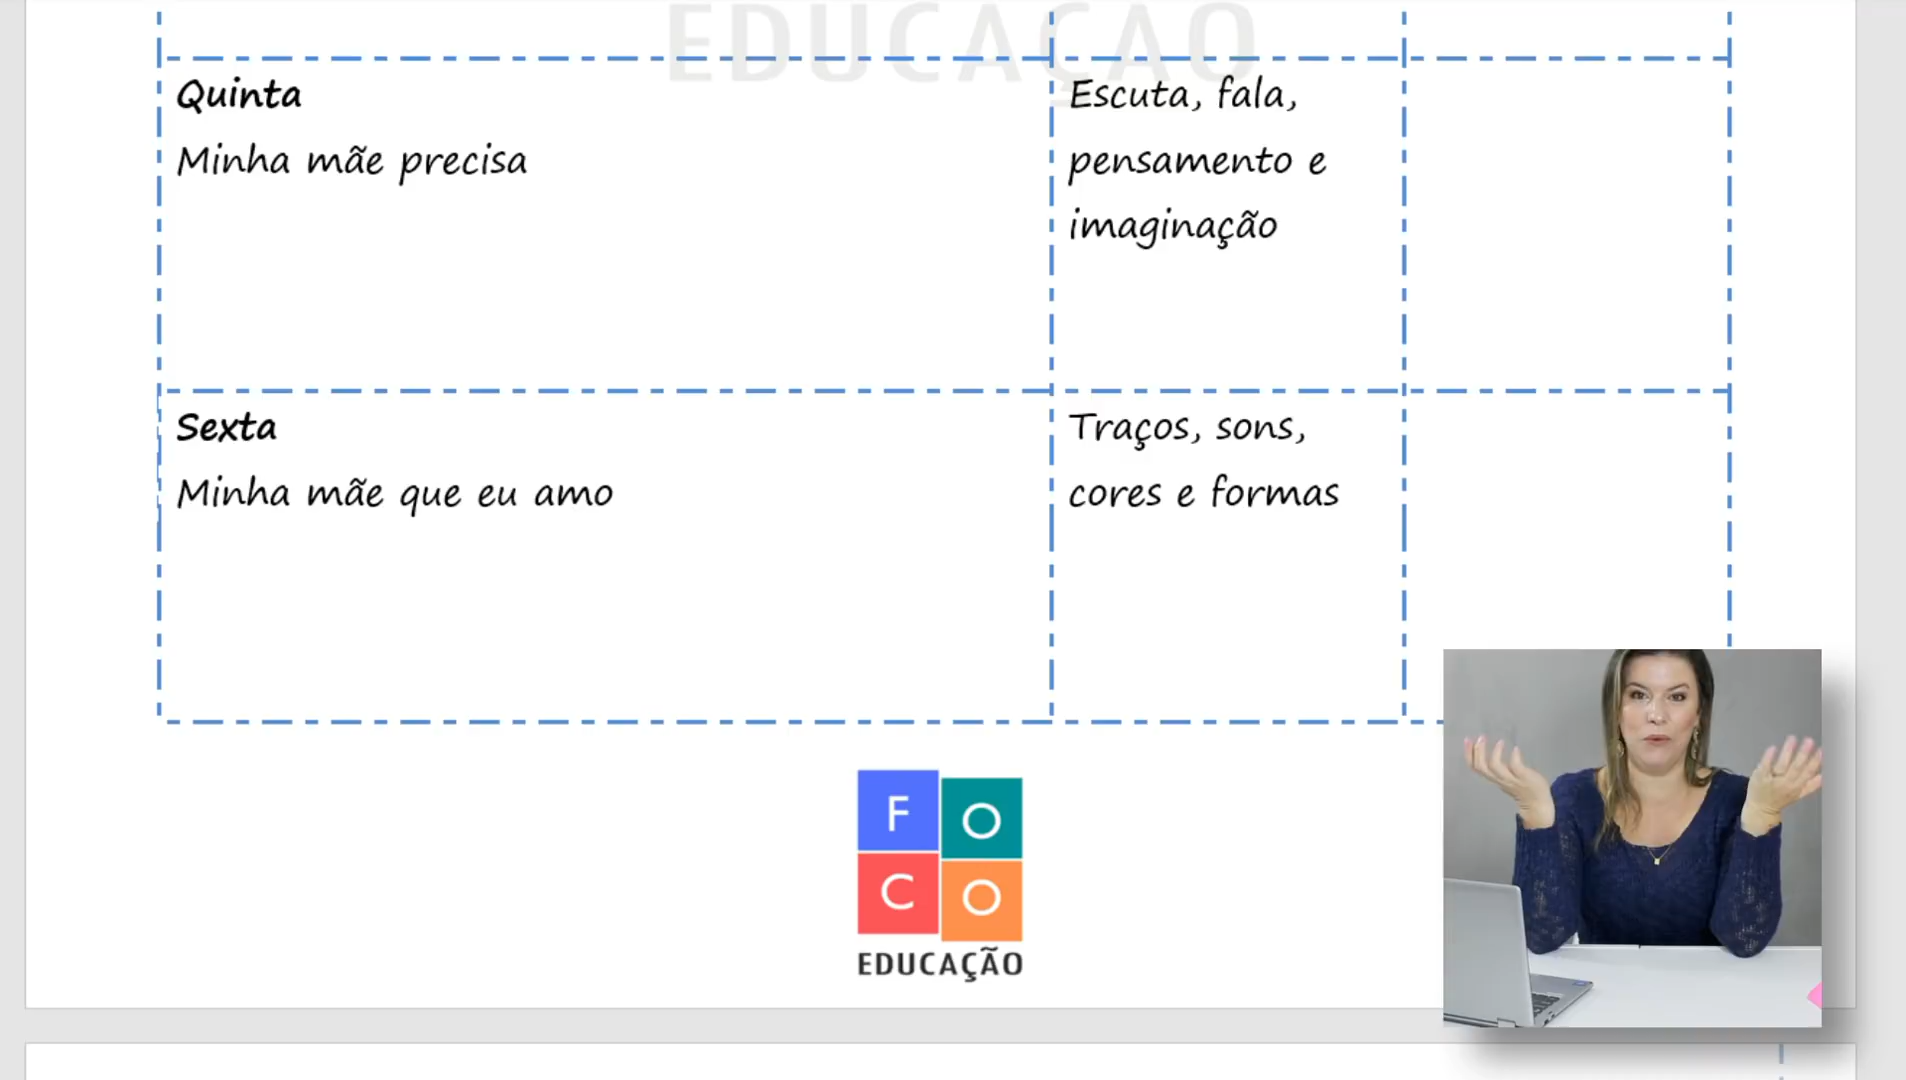 EDUCAÇÃO
Quinta
Minha mãe precisa
Escuta, fala,
pensamento e
imaginação
Sexta
Minha mãe que eu amo
Traços, sons,
cores e formas
F O
C O
EDUCAÇÃO